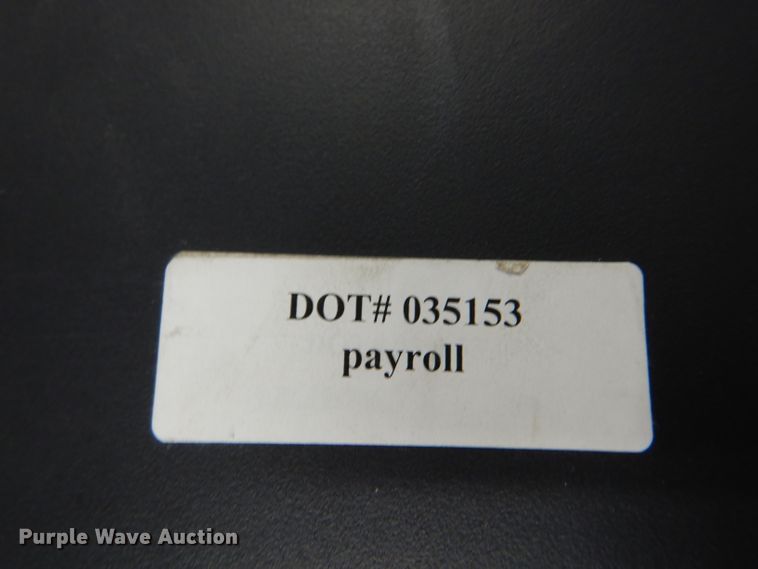 DOT# 035153
payroll
Purple Wave Auction